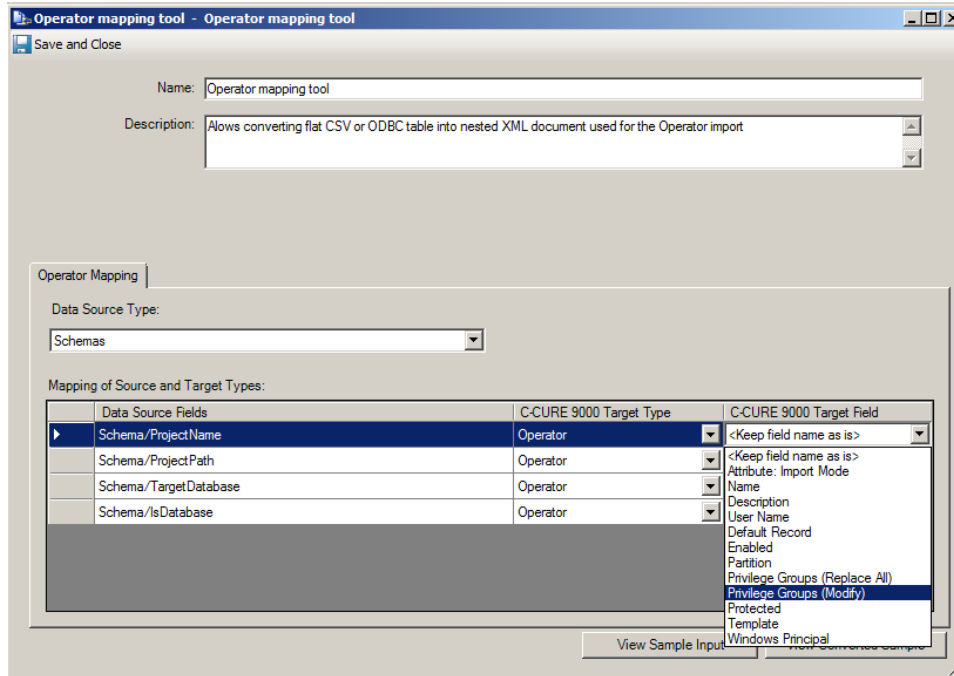 Operator mapping tool - Operator mapping tool
Save and Close
Name: Operator mapping tool
Description: Alows converting flat CSV or ODBC table into nested XML document used for the Operator import
Operator Mapping
Data Source Type:
Schemas
Mapping of Source and Target Types:
Data Source Fields C-CURE 9000 Target Type C-CURE 9000 Target Field
Schema/ProjectName Operator <Keep field name as is>
Schema/ProjectPath Operator
Schema/TargetDatabase Operator
Schema/IsDatabase Operator
<Keep field name as is>
Attribute: Import Mode
Name
Description
User Name
Default Record
Enabled
Partition
Privilege Groups (Replace All)
Privilege Groups (Modify)
Protected
Template
Windows Principal
View Sample Input View Converted Sample